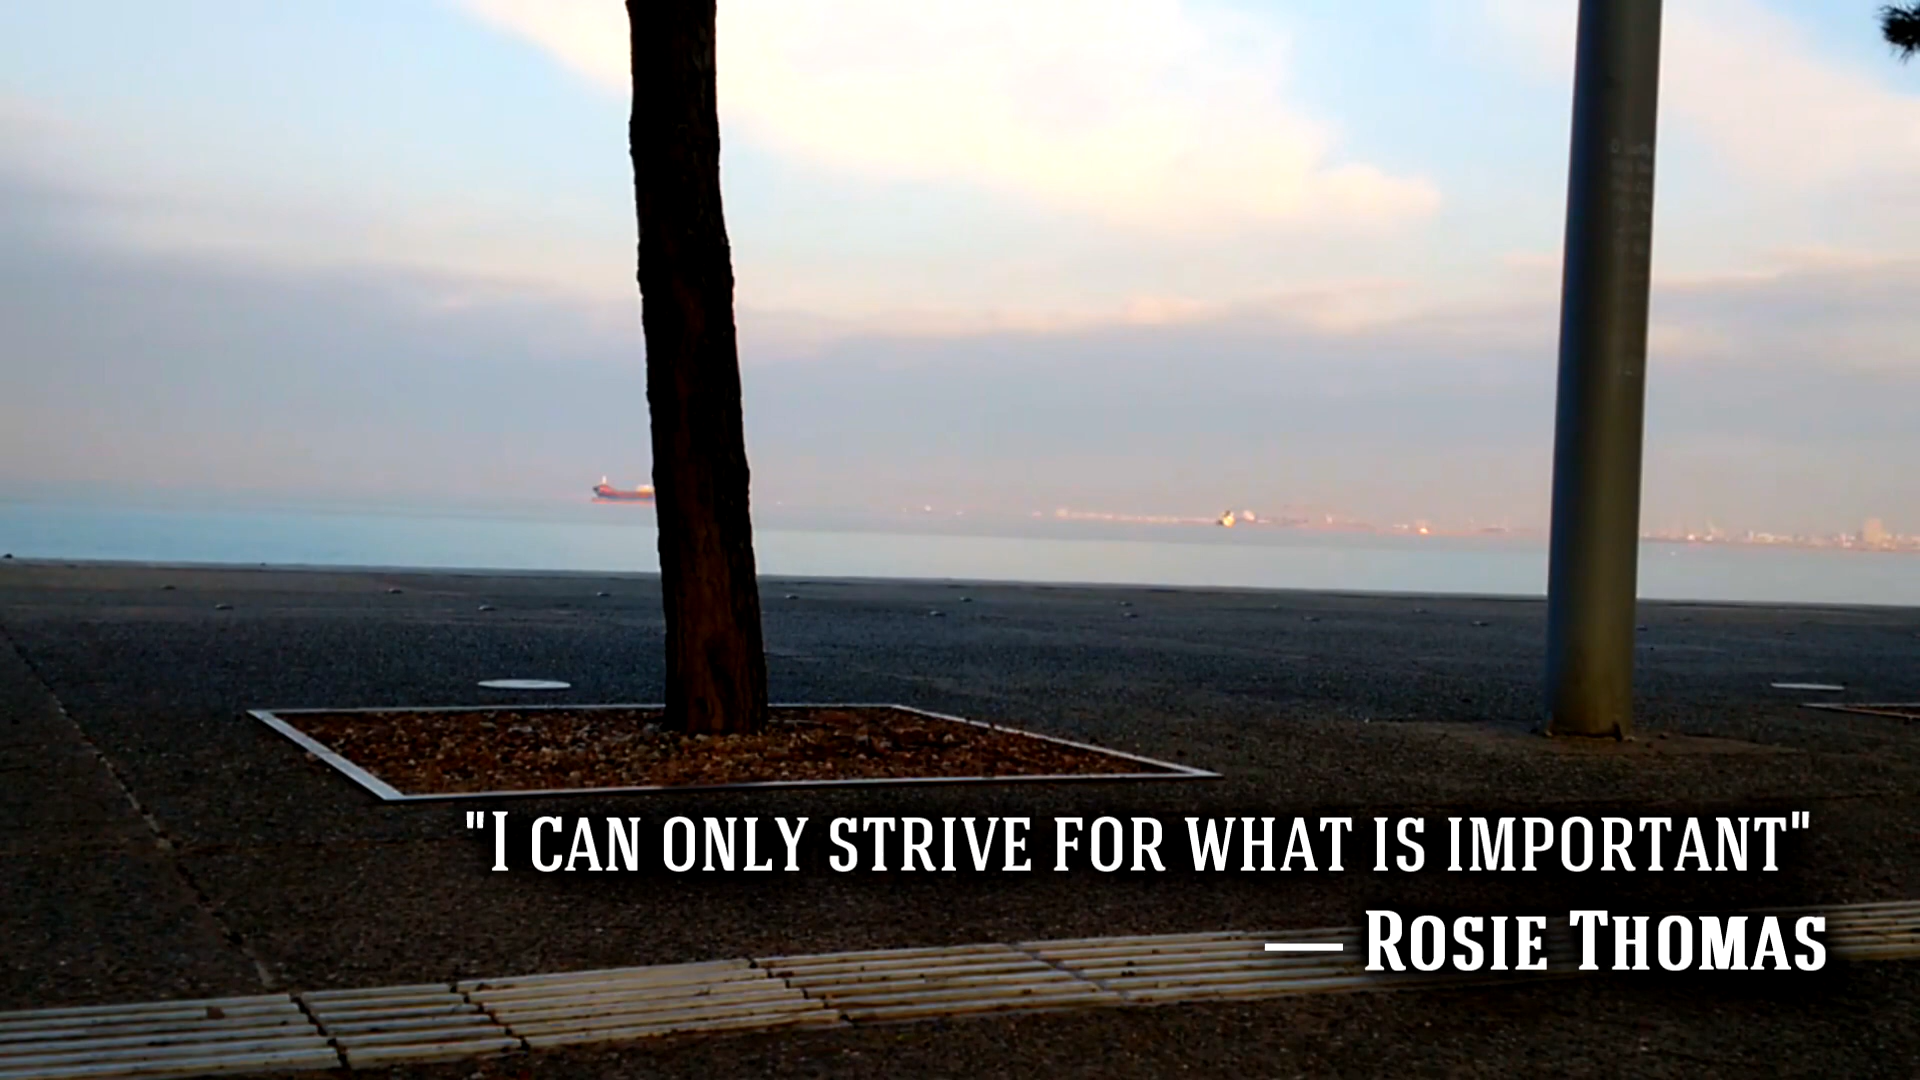 "I can only strive for what is important"
— Rosie Thomas